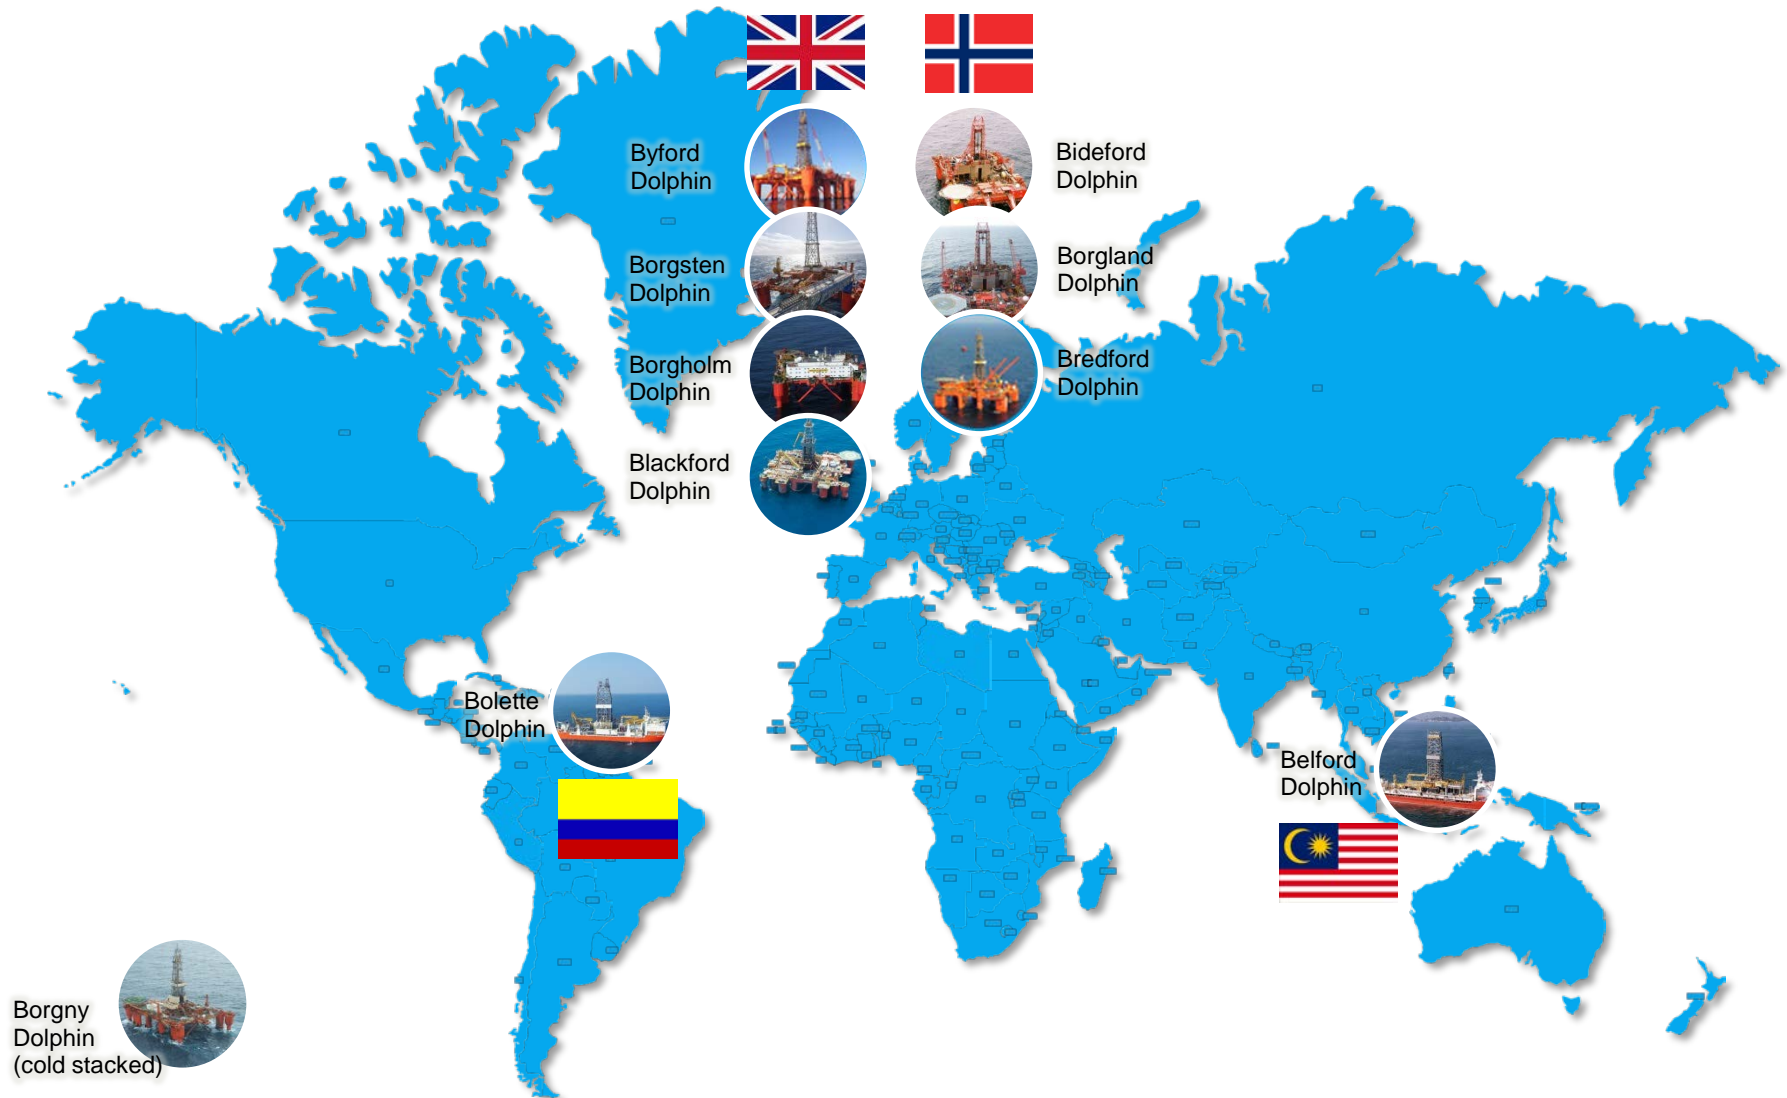 Byford
Dolphin
Bideford
Dolphin
Borgsten
Dolphin
Borgland
Dolphin
Borgholm
Dolphin
Bredford
Dolphin
Blackford
Dolphin
Bolette
Dolphin
Belford
Dolphin
Borgny
Dolphin
(cold stacked)